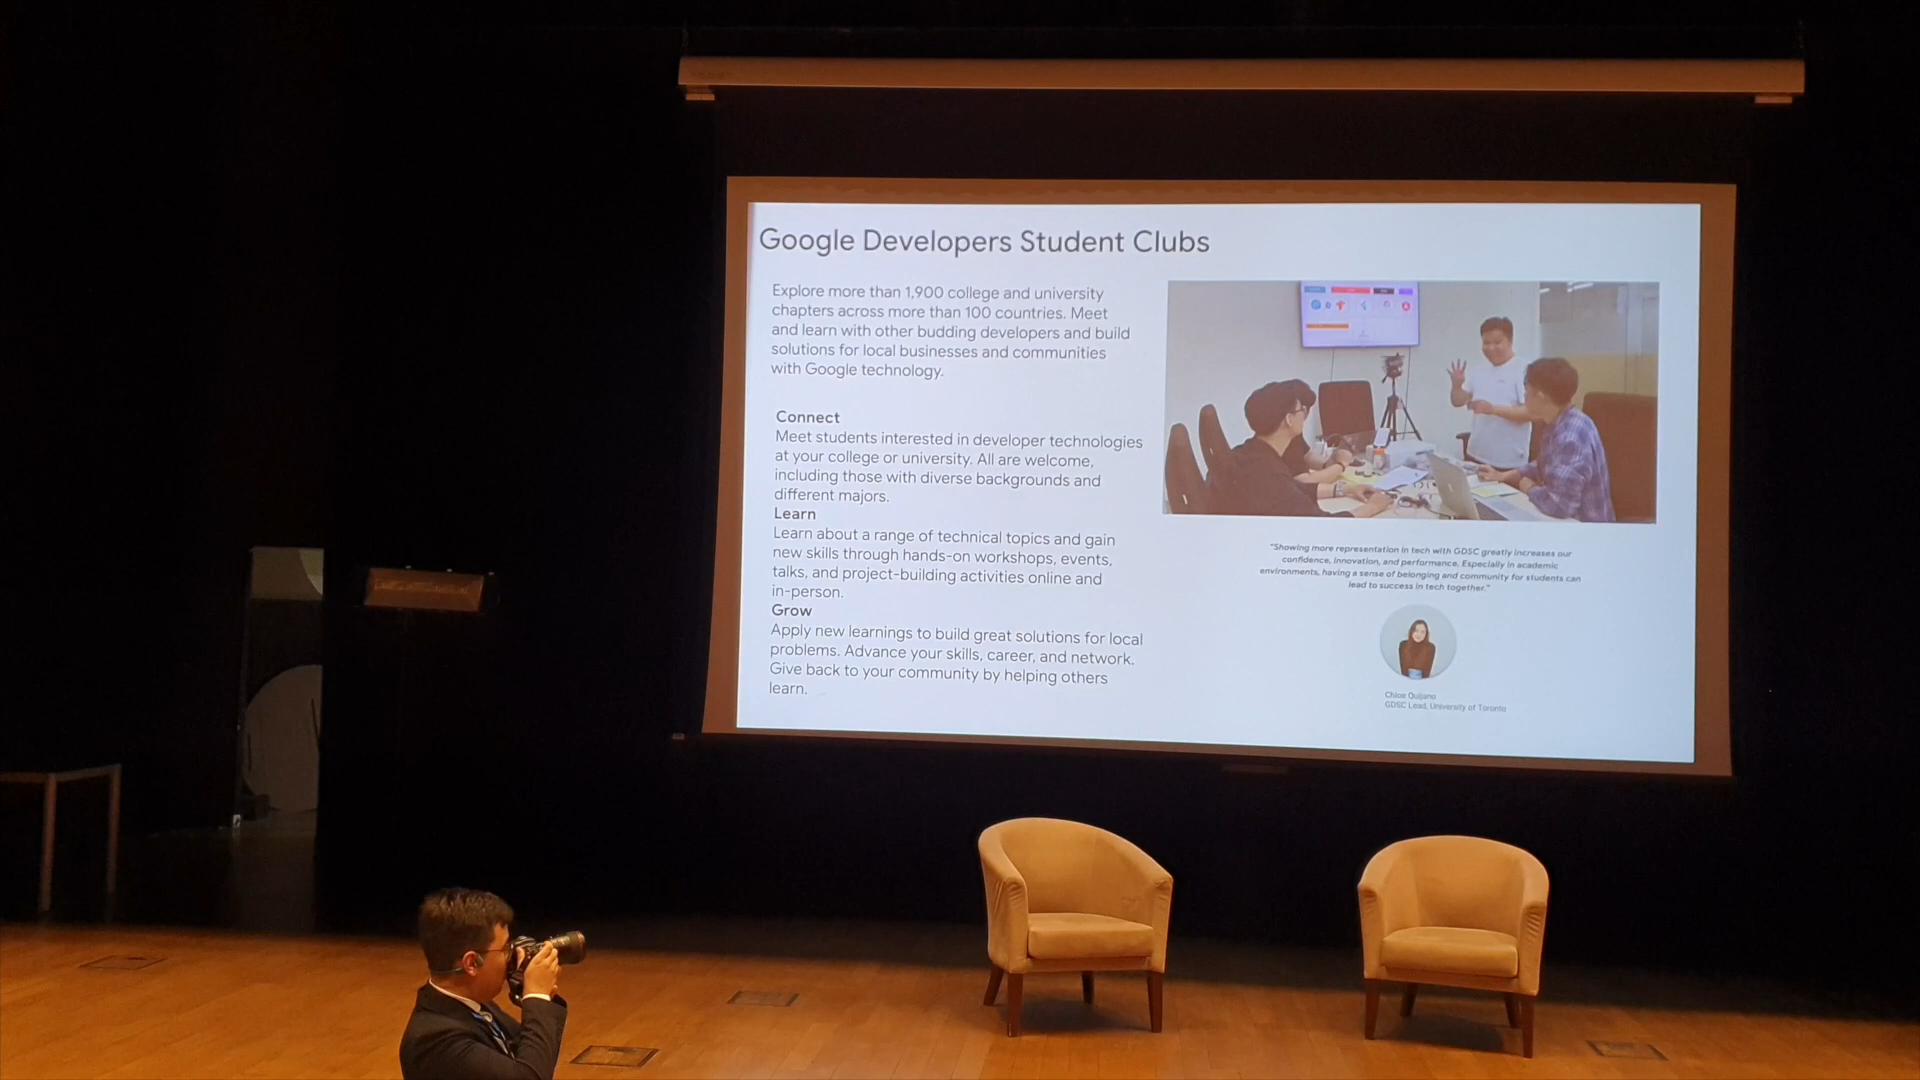 Google Developers Student Clubs
Explore more than 1,900 college and university
chapters across more than 100 countries. Meet
and learn with other budding developers and build
solutions for local businesses and communities
with Google technology.
Connect
Meet students interested in developer technologies
at your college or university. All are welcome,
including those with diverse backgrounds and
different majors.
Learn
Learn about a range of technical topics and gain
new skills through hands-on workshops, events,
talks, and project-building activities online and
in-person.
Grow
Apply new learnings to build great solutions for local
problems. Advance your skills, career, and network.
Give back to your community by helping others
learn.
"Showing more representation in tech with GDSC greatly increases our
confidence, innovation, and performance. Especially in academic
environments, having a sense of belonging and community for students can
lead to success in tech together."
Chloe Quijano
GDSC Lead, University of Toronto